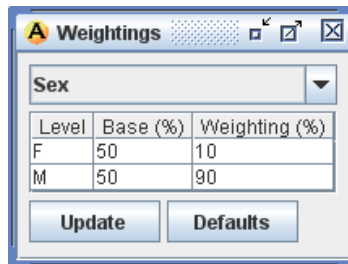 Weightings
Sex
Level Base (%) Weighting (%)
F 50 10
M 50 90
Update Defaults